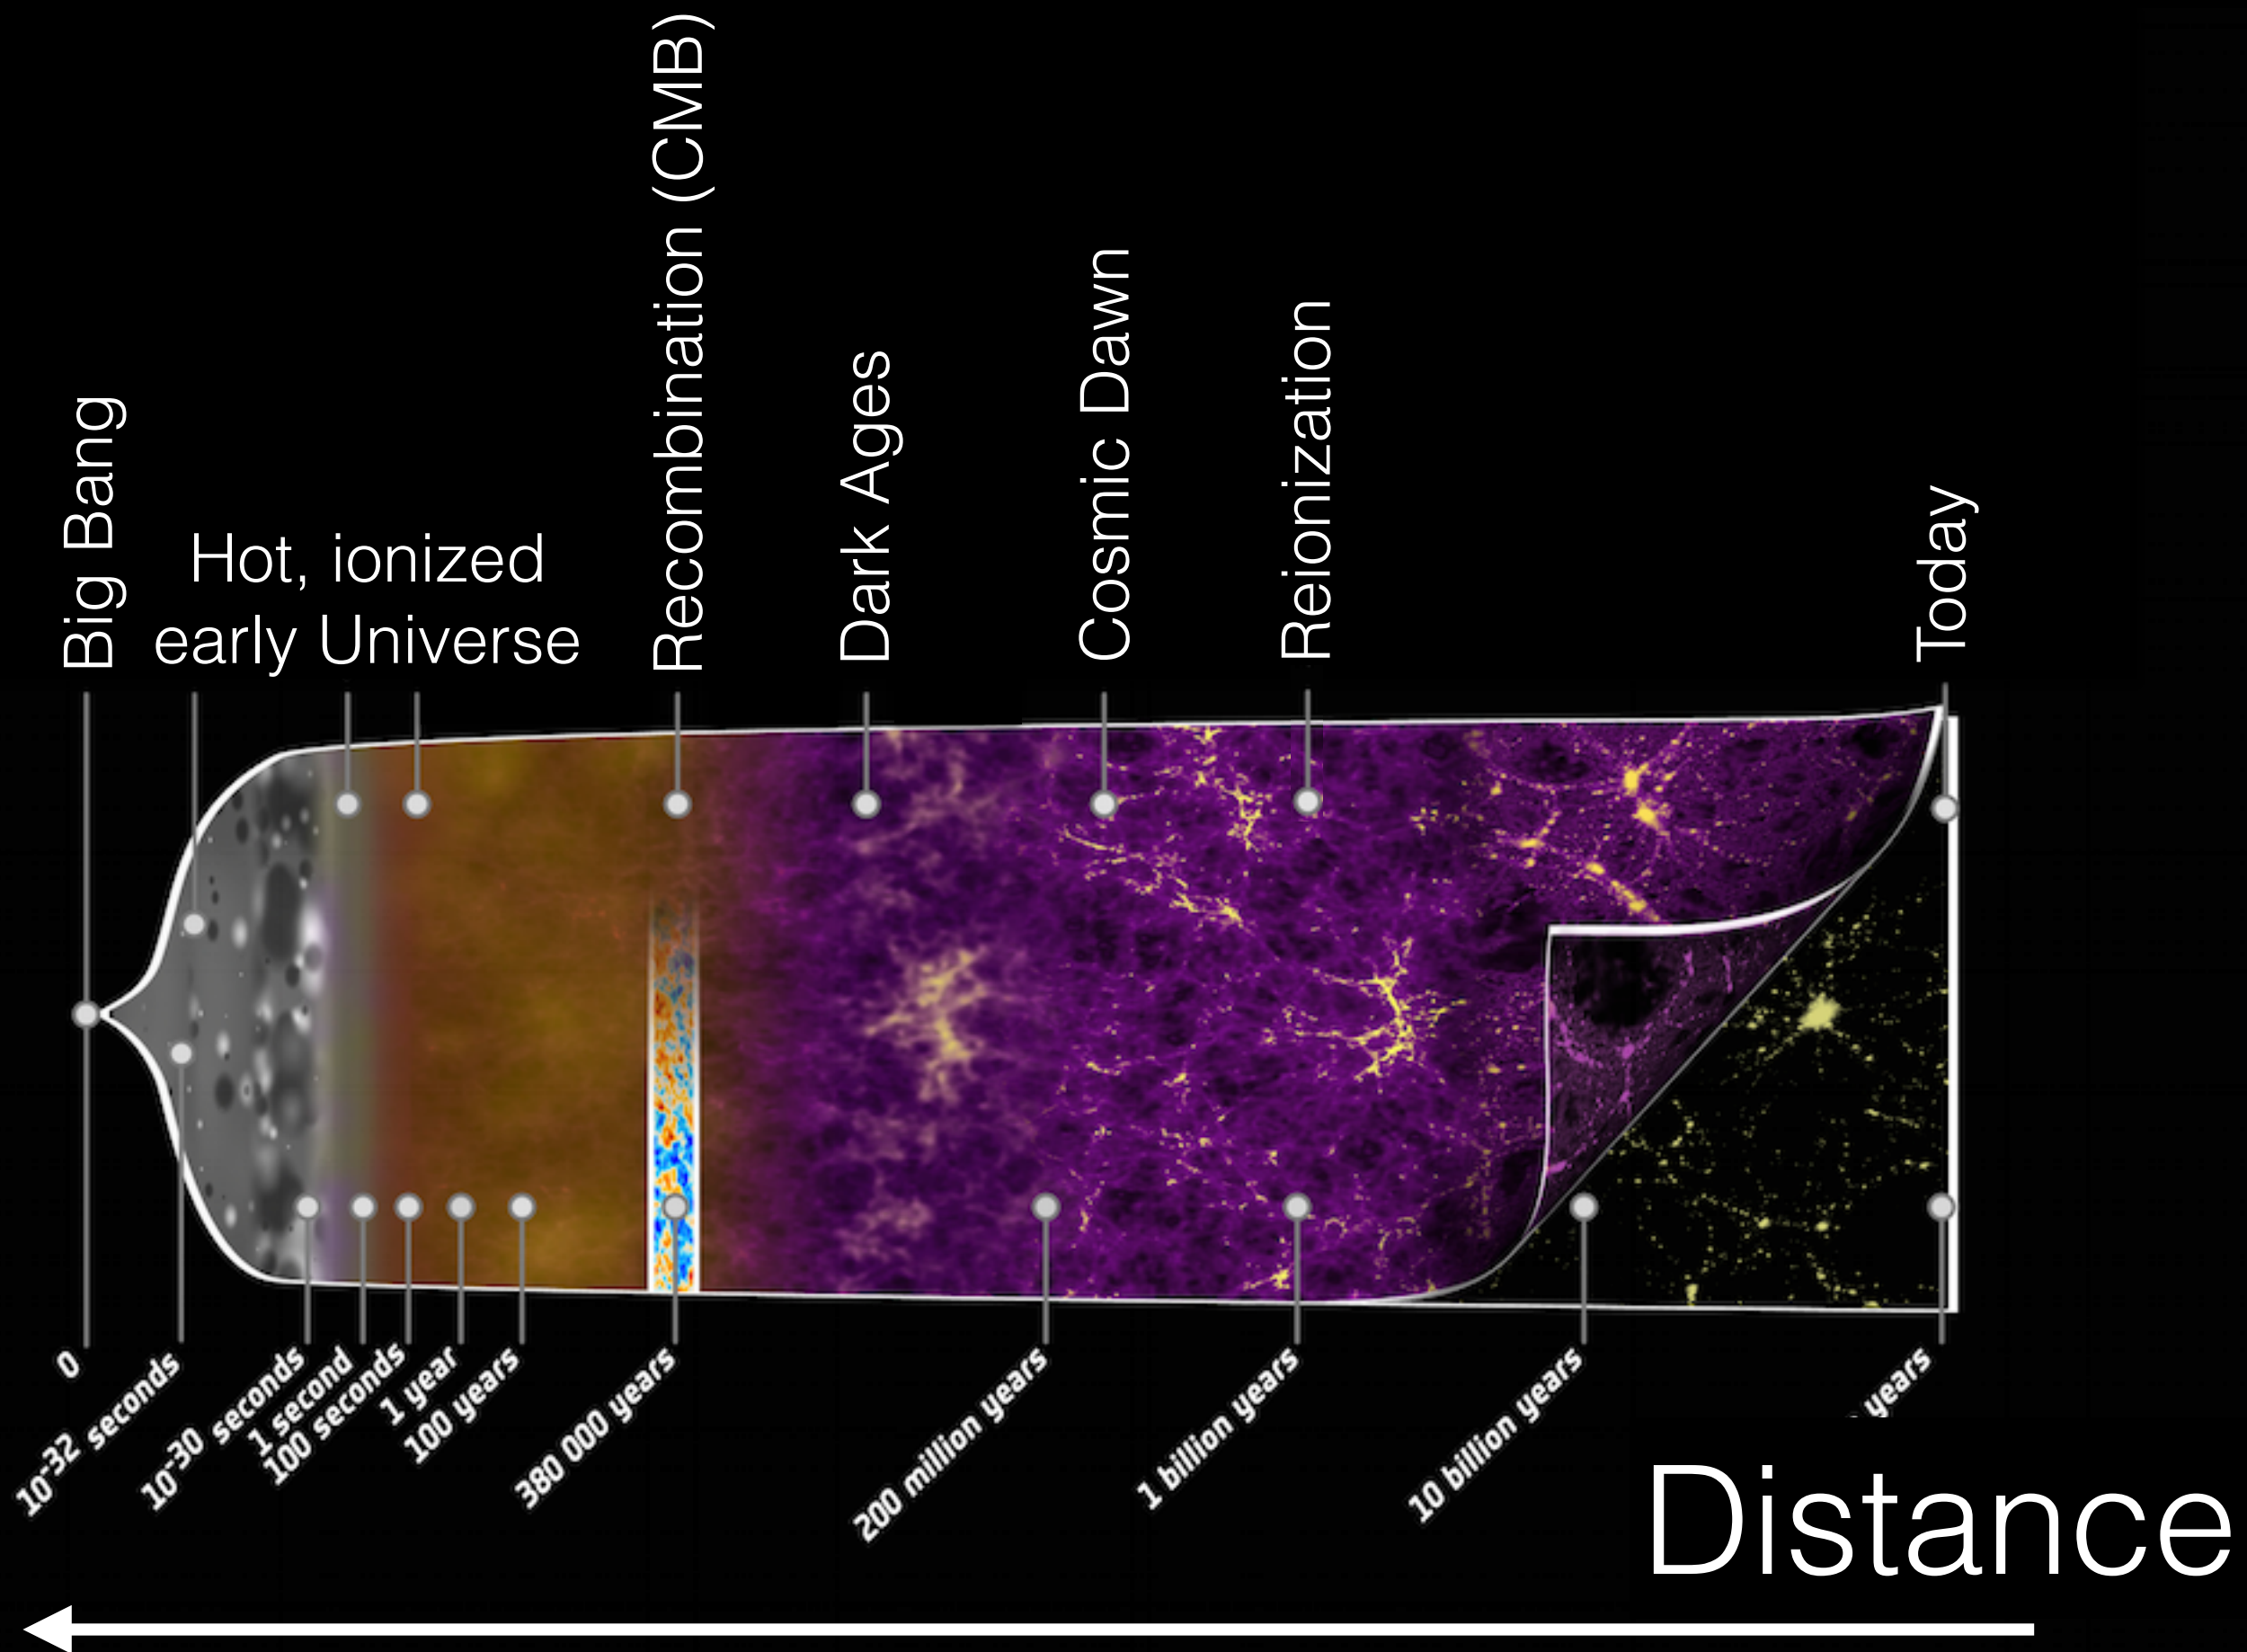 Big Bang
Hot, ionized
early Universe
Recombination (CMB)
Dark Ages
Cosmic Dawn
Reionization
Today
0
10-32 seconds
10-30 seconds
1 second
100 seconds
1 year
100 years
380 000 years
200 million years
1 billion years
10 billion years
years
Distance